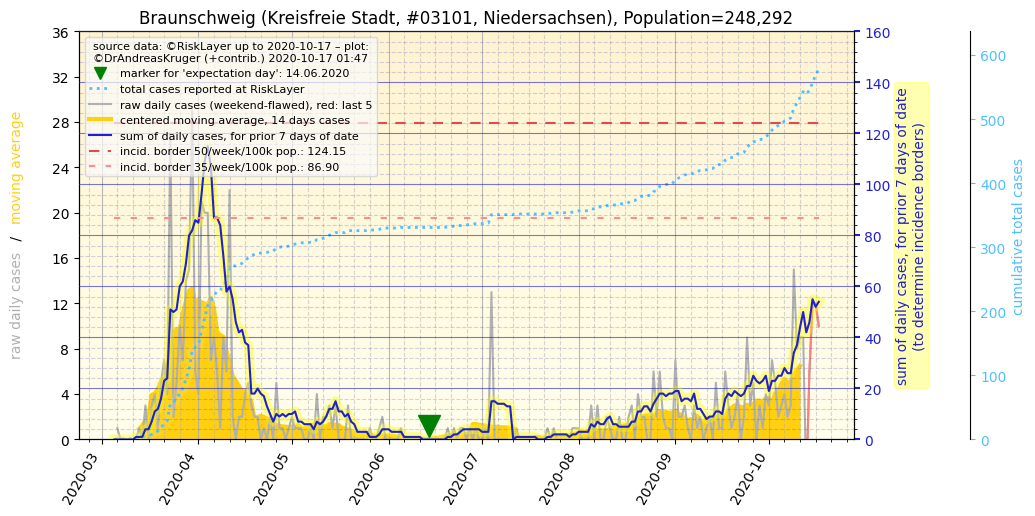 Braunschweig (Kreisfreie Stadt, #03101, Niedersachsen), Population=248,292
source data: ©RiskLayer up to 2020-10-17 – plot:
©DrAndreasKruger (+contrib.) 2020-10-17 01:47
marker for 'expectation day': 14.06.2020
total cases reported at RiskLayer
raw daily cases (weekend-flawed), red: last 5
centered moving average, 14 days cases
sum of daily cases, for prior 7 days of date
incid. border 50/week/100k pop.: 124.15
incid. border 35/week/100k pop.: 86.90
raw daily cases / moving average
36
32
28
24
20
16
12
8
4
0
2020-03
2020-04
2020-05
2020-06
2020-07
2020-08
2020-09
2020-10
160
140
120
100
80
60
40
20
0
sum of daily cases, for prior 7 days of date
(to determine incidence borders)
600
500
400
300
200
100
0
cumulative total cases